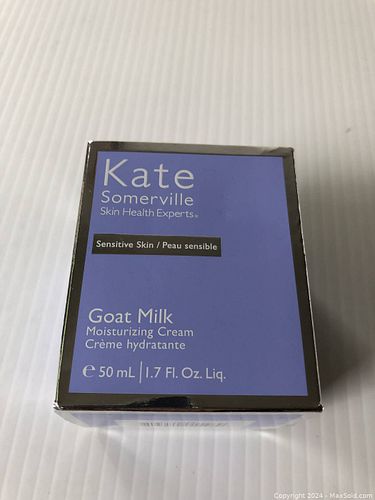 Kate
Somerville
Skin Health Experts®
Sensitive Skin / Peau sensible
Goat Milk
Moisturizing Cream
Crème hydratante
℮ 50 mL | 1.7 Fl. Oz. Liq.
Copyright 2024 - MaxSold.com